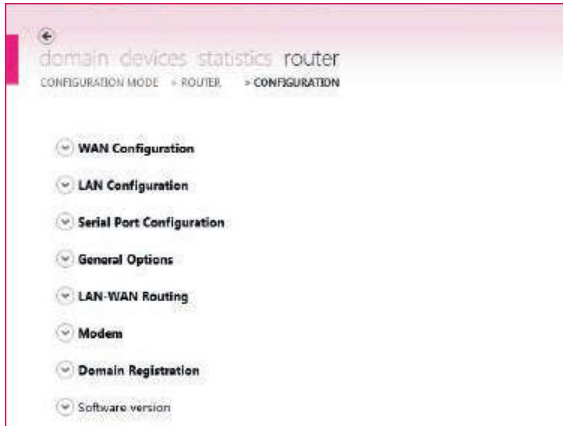 domain devices statistics router
CONFIGURATION MODE > ROUTER > CONFIGURATION
WAN Configuration
LAN Configuration
Serial Port Configuration
General Options
LAN-WAN Routing
Modem
Domain Registration
Software version